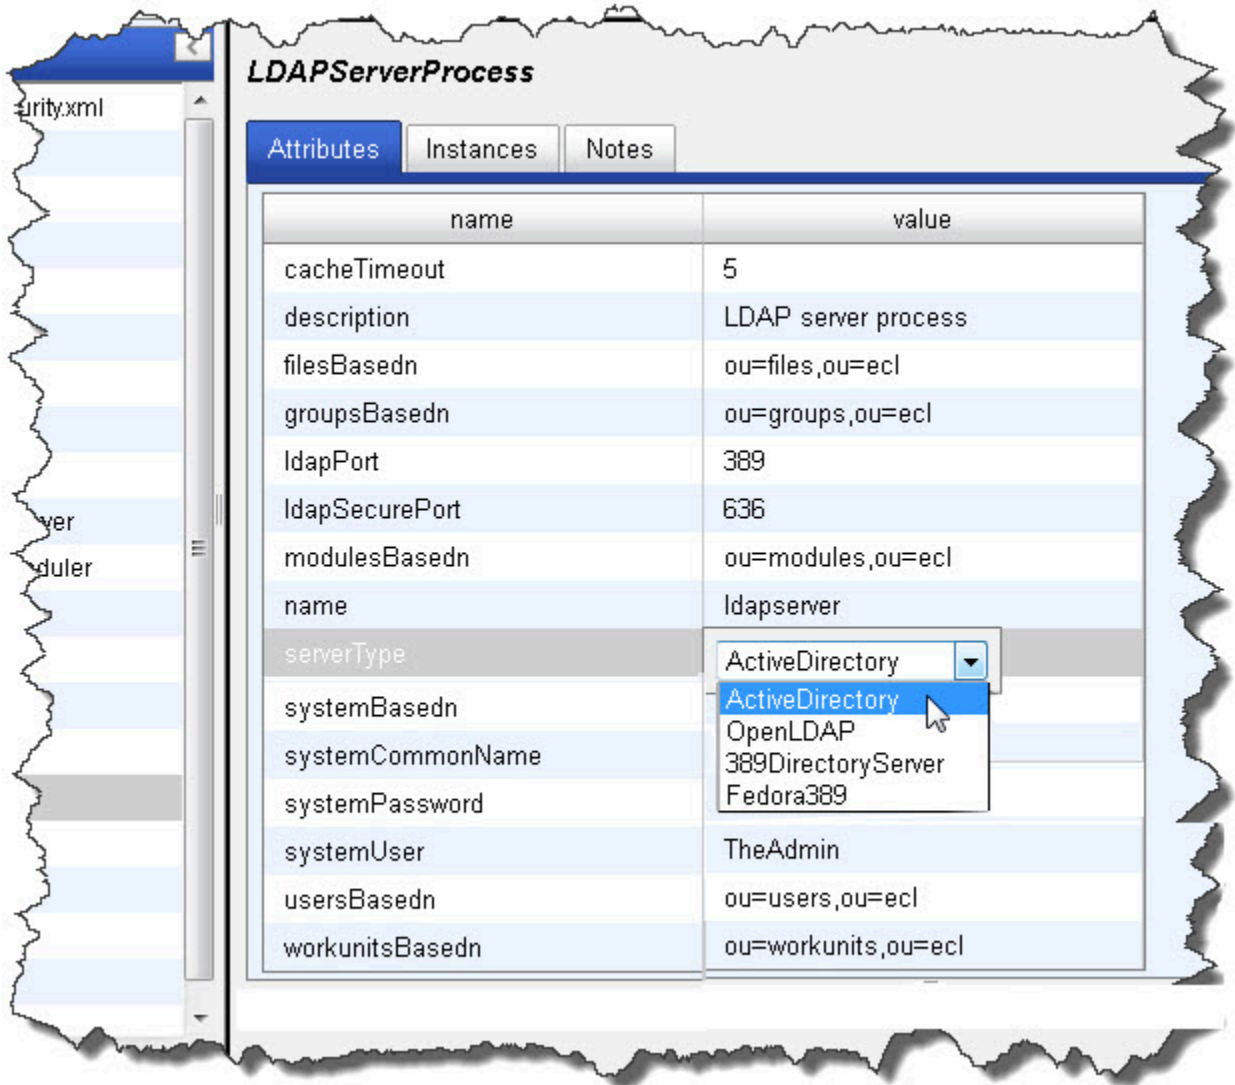 LDAPServerProcess
urity.xml
Attributes Instances Notes
name value
cacheTimeout 5
description LDAP server process
filesBasedn ou=files,ou=ecl
groupsBasedn ou=groups,ou=ecl
ldapPort 389
ldapSecurePort 636
ver
modulesBasedn ou=modules,ou=ecl
duler
name ldapserver
serverType ActiveDirectory
ActiveDirectory
systemBasedn
OpenLDAP
systemCommonName
389DirectoryServer
systemPassword
Fedora389
systemUser TheAdmin
usersBasedn ou=users,ou=ecl
workunitsBasedn ou=workunits,ou=ecl